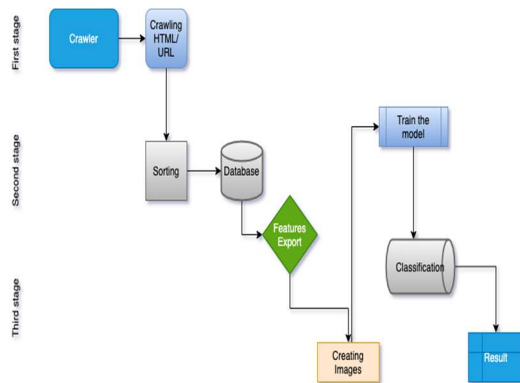 First stage
Crawler
Crawling
HTML/
URL
Second stage
Sorting
Database
Features
Export
Train the
model
Classification
Third stage
Creating
Images
Result